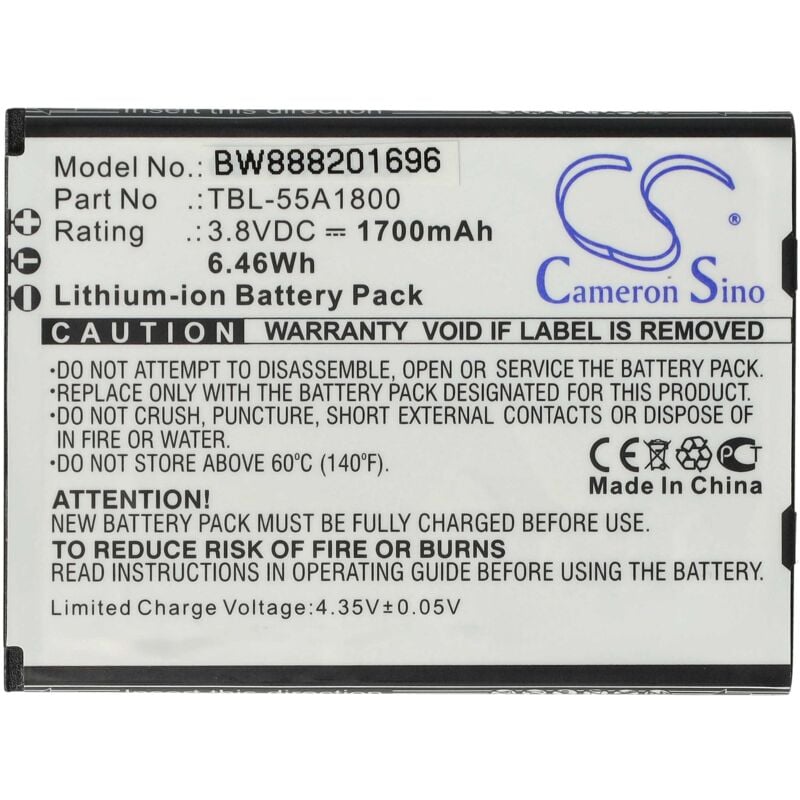 Insert this
Model No.: BW888201696
Part No .: TBL-55A1800
Rating .: 3.8VDC ⎓ 1700mAh
6.46Wh
Lithium-ion Battery Pack
CS®
Cameron Sino
+
−
CAUTION WARRANTY VOID IF LABEL IS REMOVED
•DO NOT ATTEMPT TO DISASSEMBLE, OPEN OR SERVICE THE BATTERY PACK.
•REPLACE ONLY WITH THE BATTERY PACK DESIGNATED FOR THIS MACHINE.
•DO NOT CRUSH, PUNCTURE, SHORT EXTERNAL CONTACTS OR DISPOSE OF
IN FIRE OR WATER.
•DO NOT STORE ABOVE 60°C (140°F).
CE PCT
Made In China
ATTENTION!
NEW BATTERY PACK MUST BE FULLY CHARGED BEFORE USE.
TO REDUCE RISK OF FIRE OR BURNS
READ INSTRUCTIONS IN OPERATING GUIDE BEFORE USING THE BATTERY.
Limited Charge Voltage:4.35V±0.05V